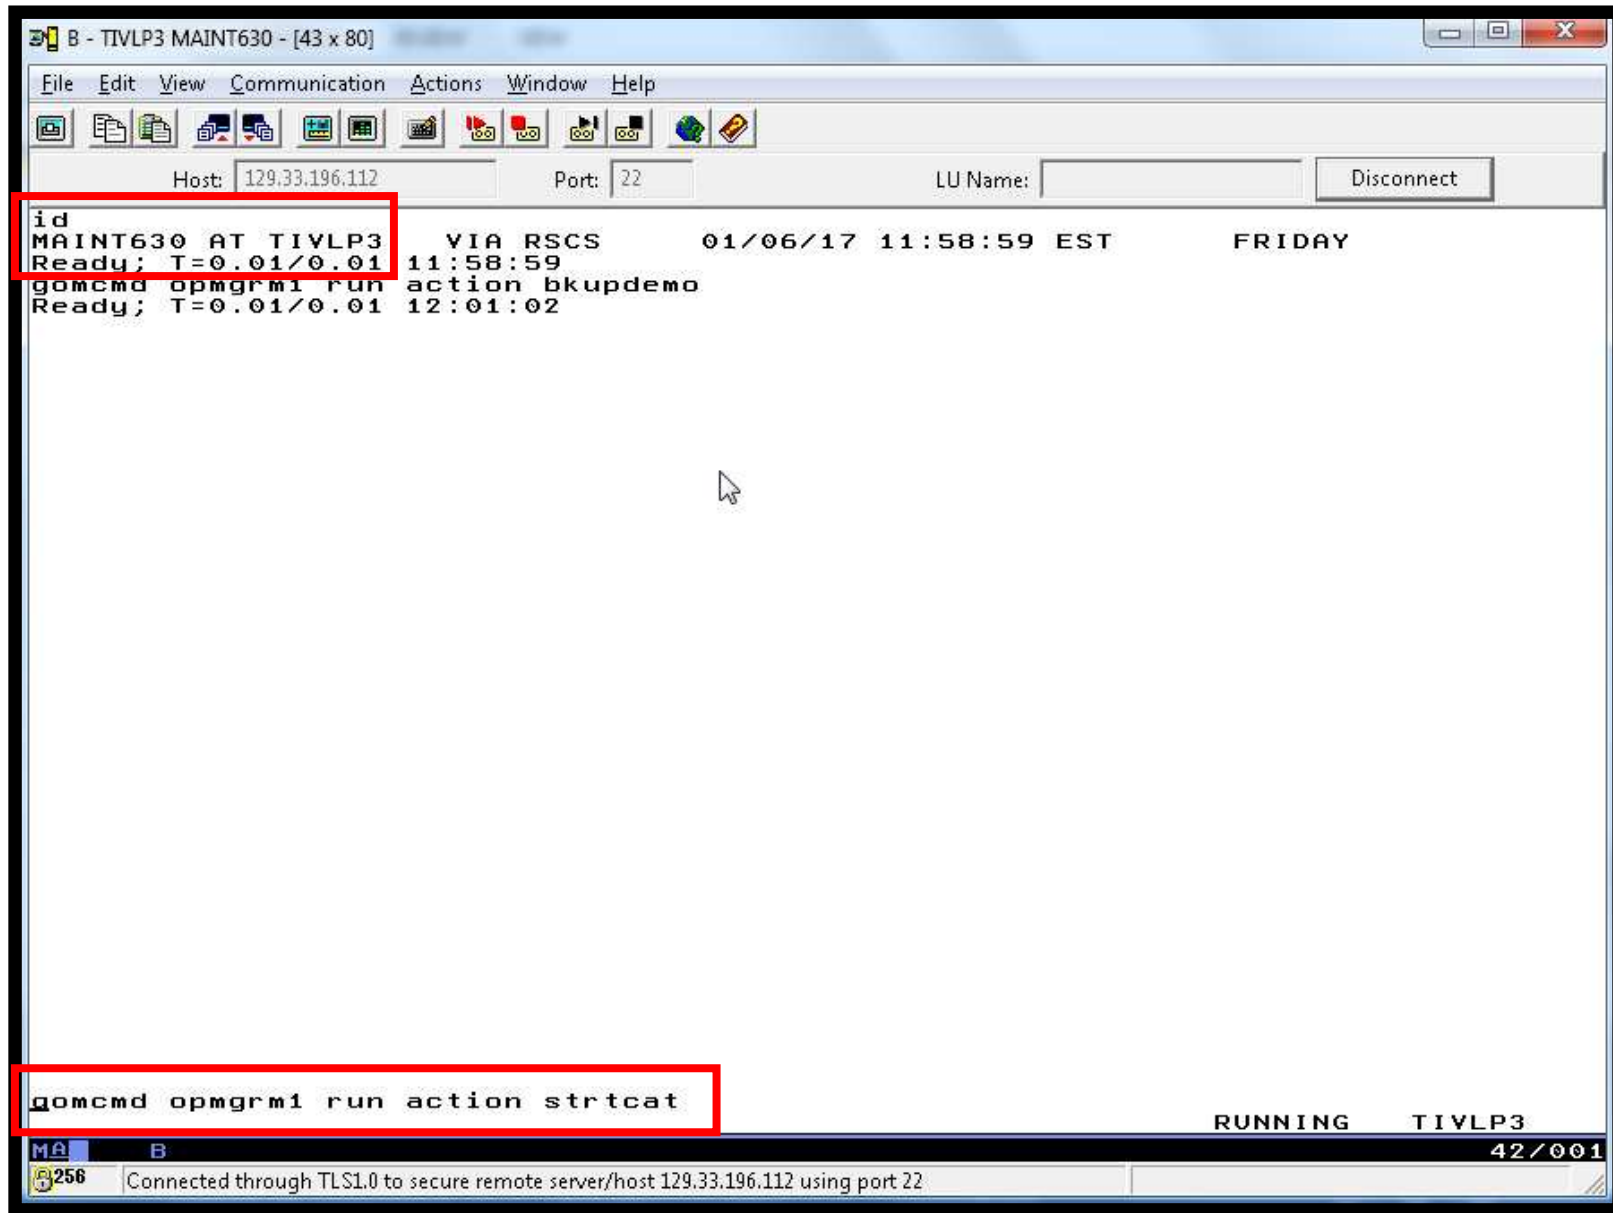 B - TIVLP3 MAINT630 - [43 x 80]
File Edit View Communication Actions Window Help
Host: 129.33.196.112 Port: 22 LU Name: Disconnect
id
MAINT630 AT TIVLP3 VIA RSCS 01/06/17 11:58:59 EST FRIDAY
Ready; T=0.01/0.01 11:58:59
gomcmd opmgrm1 run action bkupdemo
Ready; T=0.01/0.01 12:01:02
gomcmd opmgrm1 run action strtcat
RUNNING TIVLP3
MA B 42/001
256 Connected through TLS1.0 to secure remote server/host 129.33.196.112 using port 22